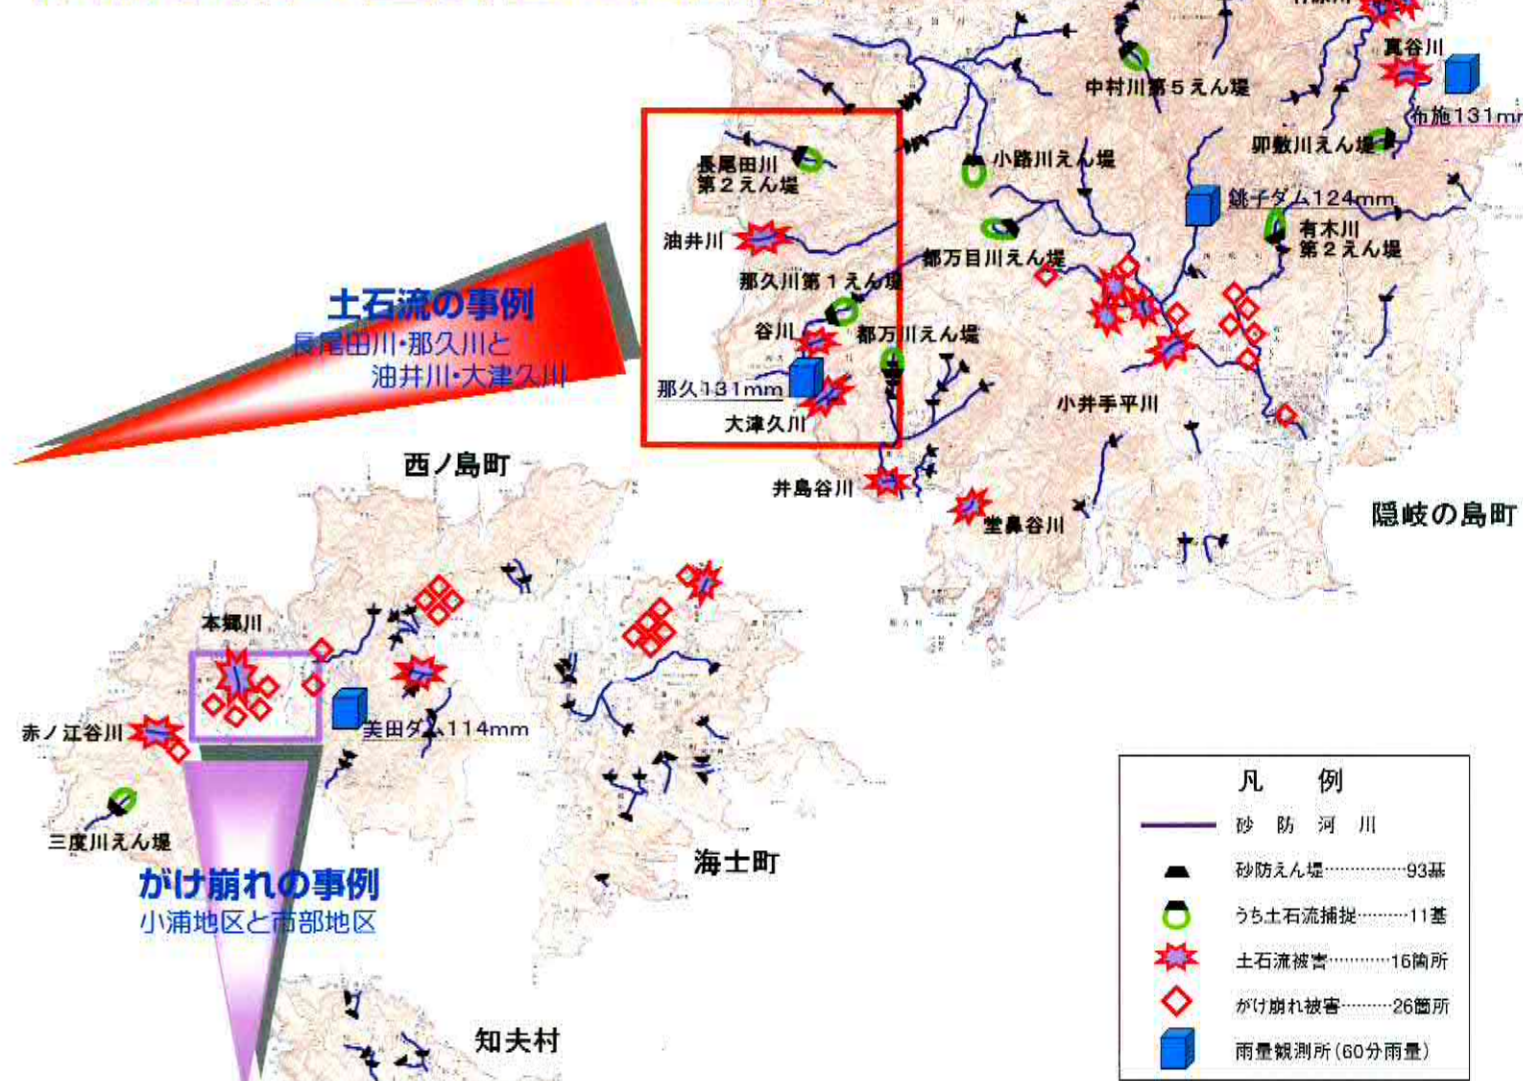 真谷川
中村川第5えん堤
布施131mm
卯敷川えん堤
小路川えん堤
長尾田川
第2えん堤
銚子ダム124mm
有木川
第2えん堤
油井川
都万目川えん堤
那久川第1えん堤
土石流の事例
長尾田川・那久川と
油井川・大津久川
谷川
都万川えん堤
那久131mm
大津久川
小井手平川
西ノ島町
井島谷川
堂鼻谷川
隠岐の島町
本郷川
赤ノ江谷川
美田ダム114mm
三度川えん堤
海士町
がけ崩れの事例
小浦地区と市部地区
知夫村
凡 例
砂 防 河 川
砂防えん堤……………93基
うち土石流捕捉………11基
土石流被害…………16箇所
がけ崩れ被害………26箇所
雨量観測所(60分雨量)